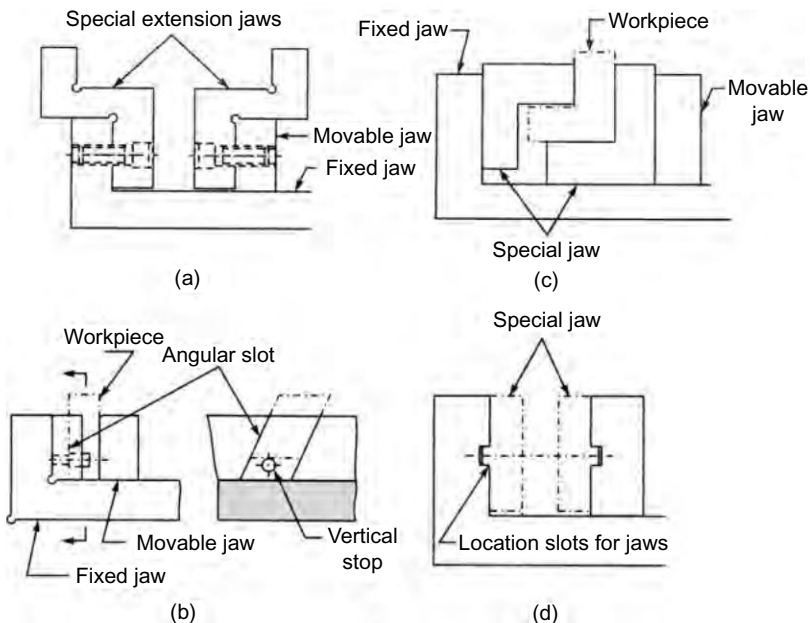 Special extension jaws
Movable jaw
Fixed jaw
(a)
Workpiece
Fixed jaw
Movable
jaw
Special jaw
(c)
Workpiece
Angular slot
Movable jaw
Vertical
stop
Fixed jaw
(b)
Special jaw
Location slots for jaws
(d)